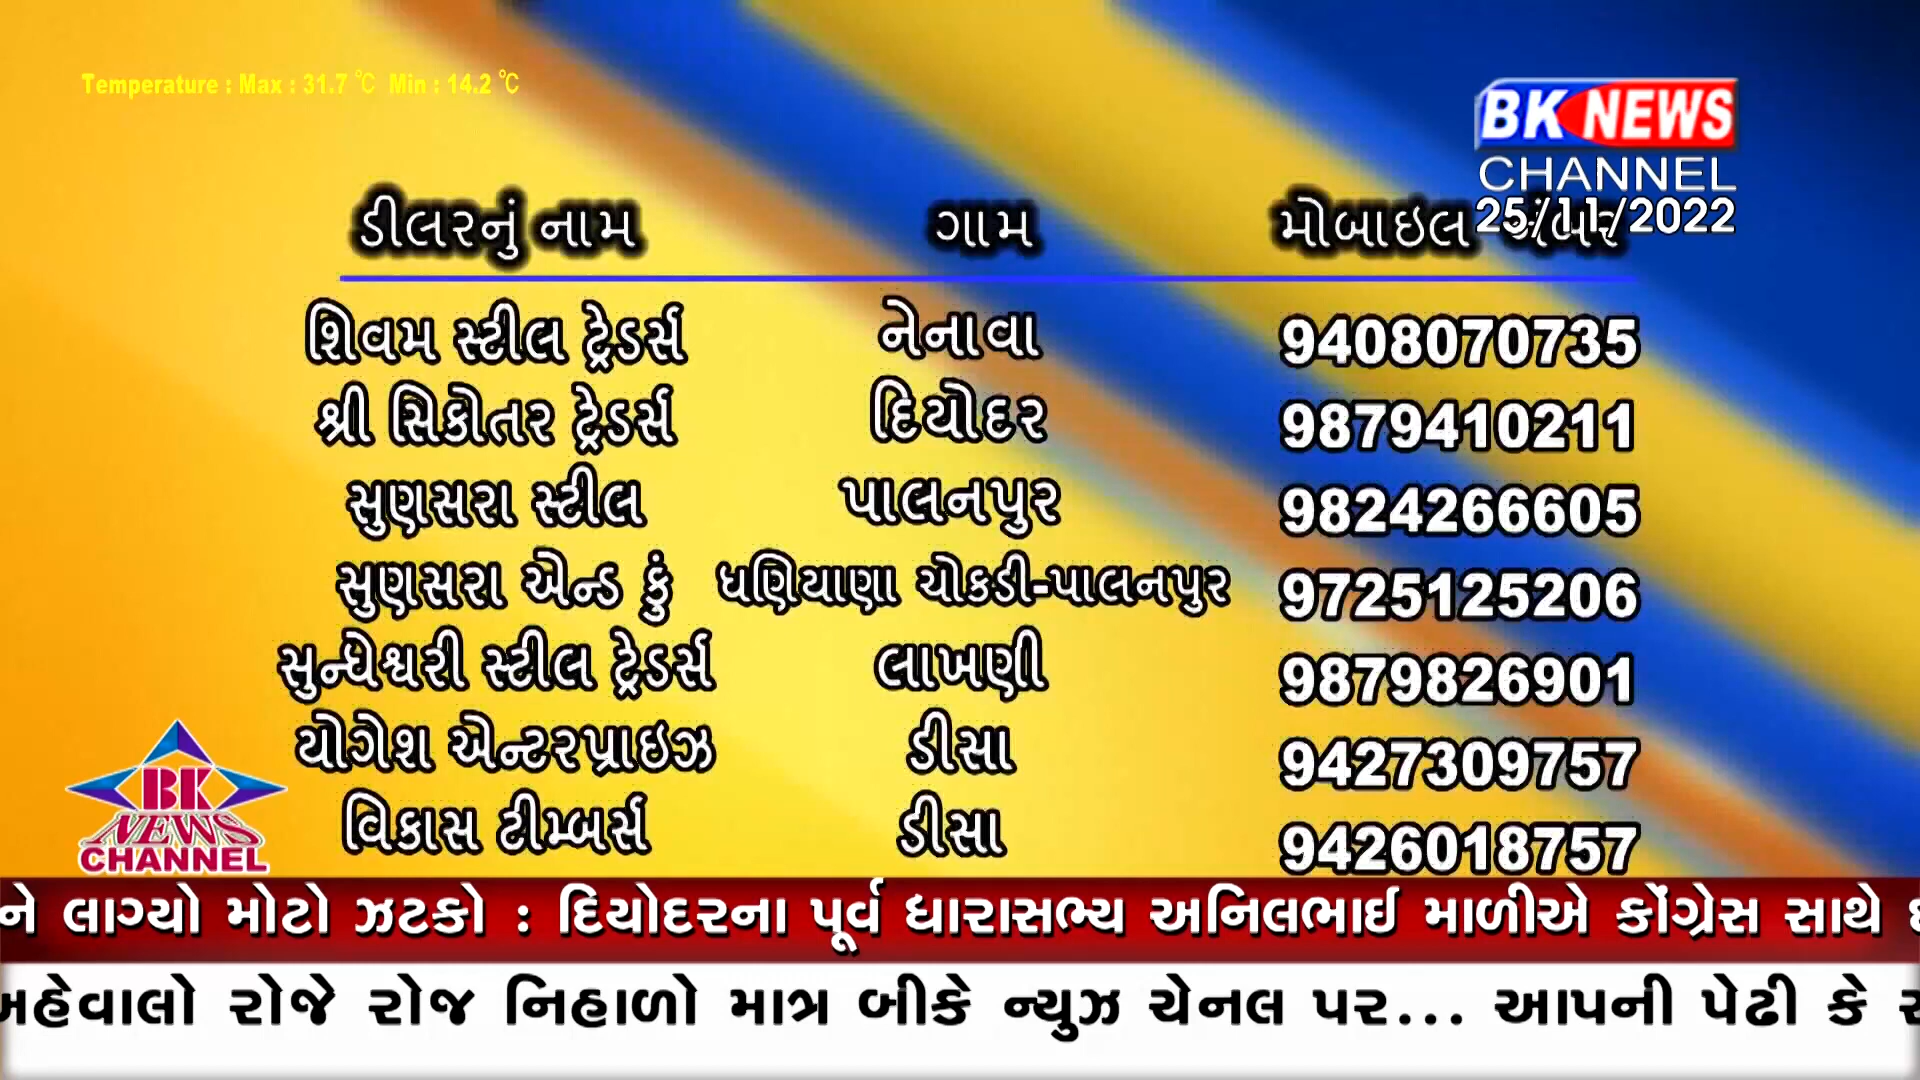 Temperature : Max : 31.7 °C Min : 14.2 °C
BK NEWS
CHANNEL
25/11/2022
ડીલરનું નામ ગામ મોબાઇલ
શિવમ સ્ટીલ ટ્રેડર્સ નેનાવા 9408070735
શ્રી સિકોતર ટ્રેડર્સ દિયોદર 9879410211
સુણસરા સ્ટીલ પાલનપુર 9824266605
સુણસરા એન્ડ કું ધણિયાણા ચોકડી-પાલનપુર 9725125206
સુન્ધેશ્વરી સ્ટીલ ટ્રેડર્સ લાખણી 9879826901
યોગેશ એન્ટરપ્રાઇઝ ડીસા 9427309757
વિકાસ ટીમ્બર્સ ડીસા 9426018757
BK
NEWS
CHANNEL
ને લાગ્યો મોટો ઝટકો : દિયોદરના પૂર્વ ધારાસભ્ય અનિલભાઈ માળીએ કોંગ્રેસ સાથે
અહેવાલો રોજે રોજ નિહાળો માત્ર બીકે ન્યુઝ ચેનલ પર... આપની પેઢી કે